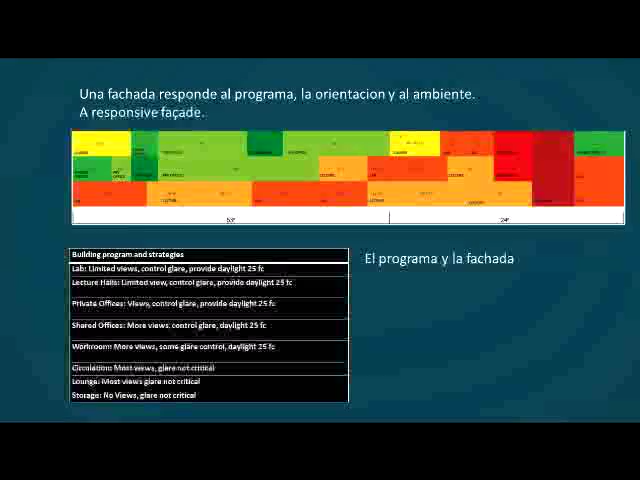 Una fachada responde al programa, la orientacion y al ambiente.
A responsive façade.
53"
24"
Building program and strategies
Lab: Limited views, control glare, provide daylight 25 fc
Lecture Halls: Limited view, control glare, provide daylight 25 fc
Private Offices: Views, control glare, provide daylight 25 fc
Shared Offices: More views, control glare, daylight 25 fc
Workroom: More views, some glare control, daylight 25 fc
Circulation: Most views, glare not critical
Lounge: Most views glare not critical
Storage: No Views, glare not critical
El programa y la fachada